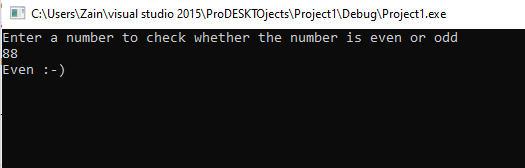 C:\Users\Zain\visual studio 2015\ProDESKTOjects\Project1\Debug\Project1.exe
Enter a number to check whether the number is even or odd
88
Even :-)